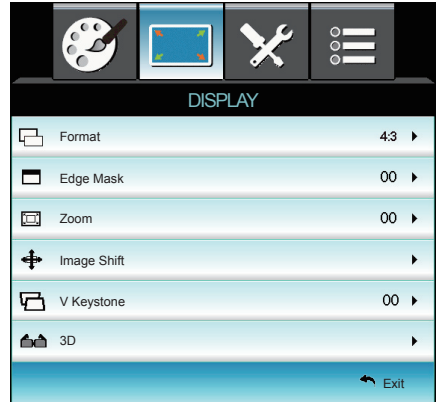 DISPLAY
Format 4:3
Edge Mask 00
Zoom 00
Image Shift
V Keystone 00
3D
Exit